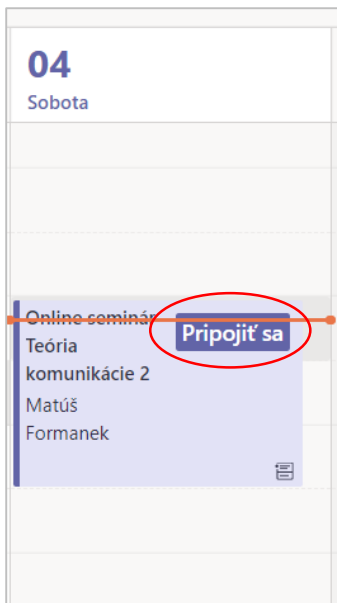 04
Sobota
Online seminár
Pripojiť sa
Teória
komunikácie 2
Matúš
Formanek